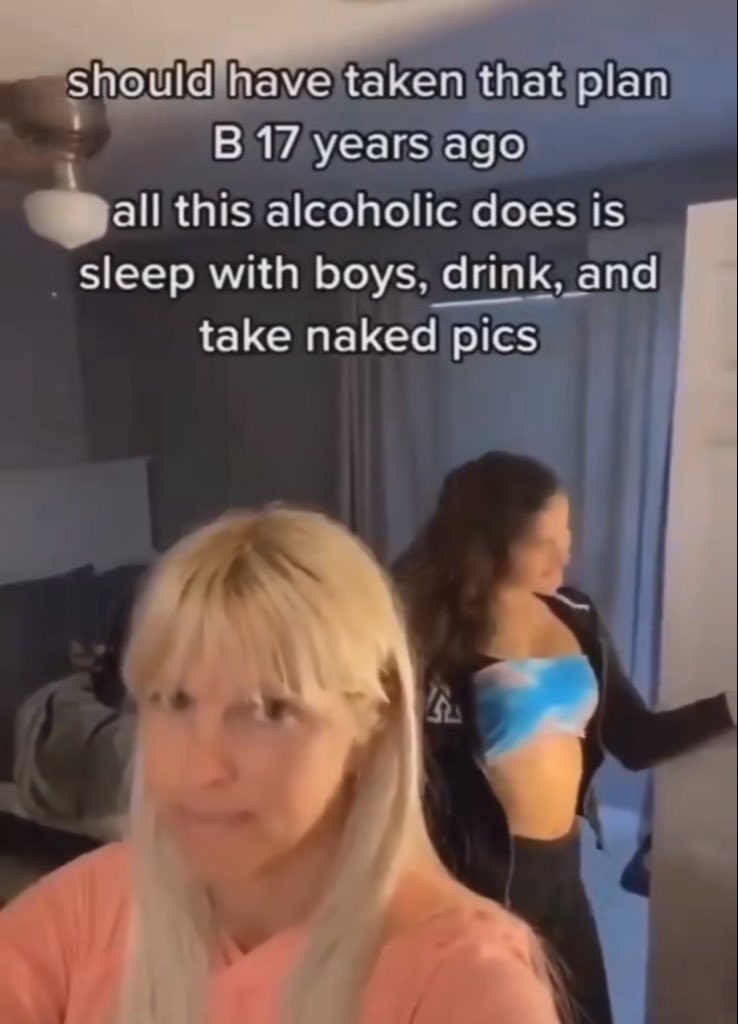 should have taken that plan
B 17 years ago
all this alcoholic does is
sleep with boys, drink, and
take naked pics